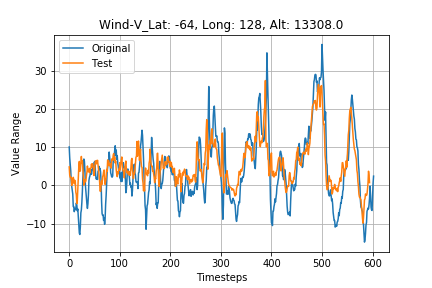 Wind-V_Lat: -64, Long: 128, Alt: 13308.0
Original
Test
Value Range
30
20
10
0
−10
0 100 200 300 400 500 600
Timesteps